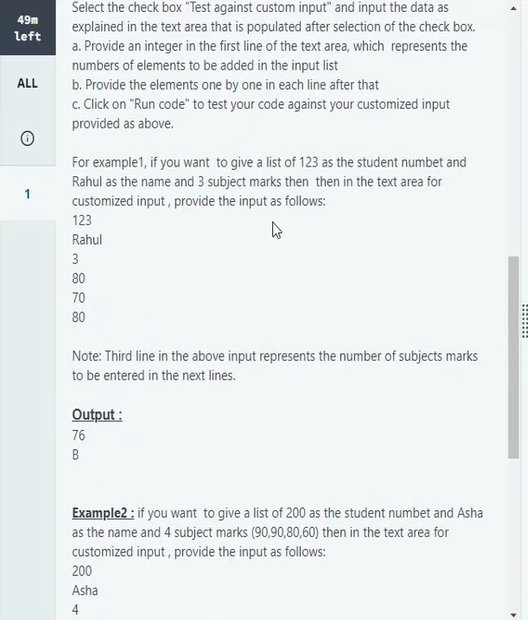 49m
left
ALL
1
Select the check box "Test against custom input" and input the data as
explained in the text area that is populated after selection of the check box.
a. Provide an integer in the first line of the text area, which represents the
numbers of elements to be added in the input list
b. Provide the elements one by one in each line after that
c. Click on "Run code" to test your code against your customized input
provided as above.
For example1, if you want to give a list of 123 as the student numbet and
Rahul as the name and 3 subject marks then then in the text area for
customized input , provide the input as follows:
123
Rahul
3
80
70
80
Note: Third line in the above input represents the number of subjects marks
to be entered in the next lines.
Output :
76
B
Example2 : if you want to give a list of 200 as the student numbet and Asha
as the name and 4 subject marks (90,90,80,60) then in the text area for
customized input , provide the input as follows:
200
Asha
4